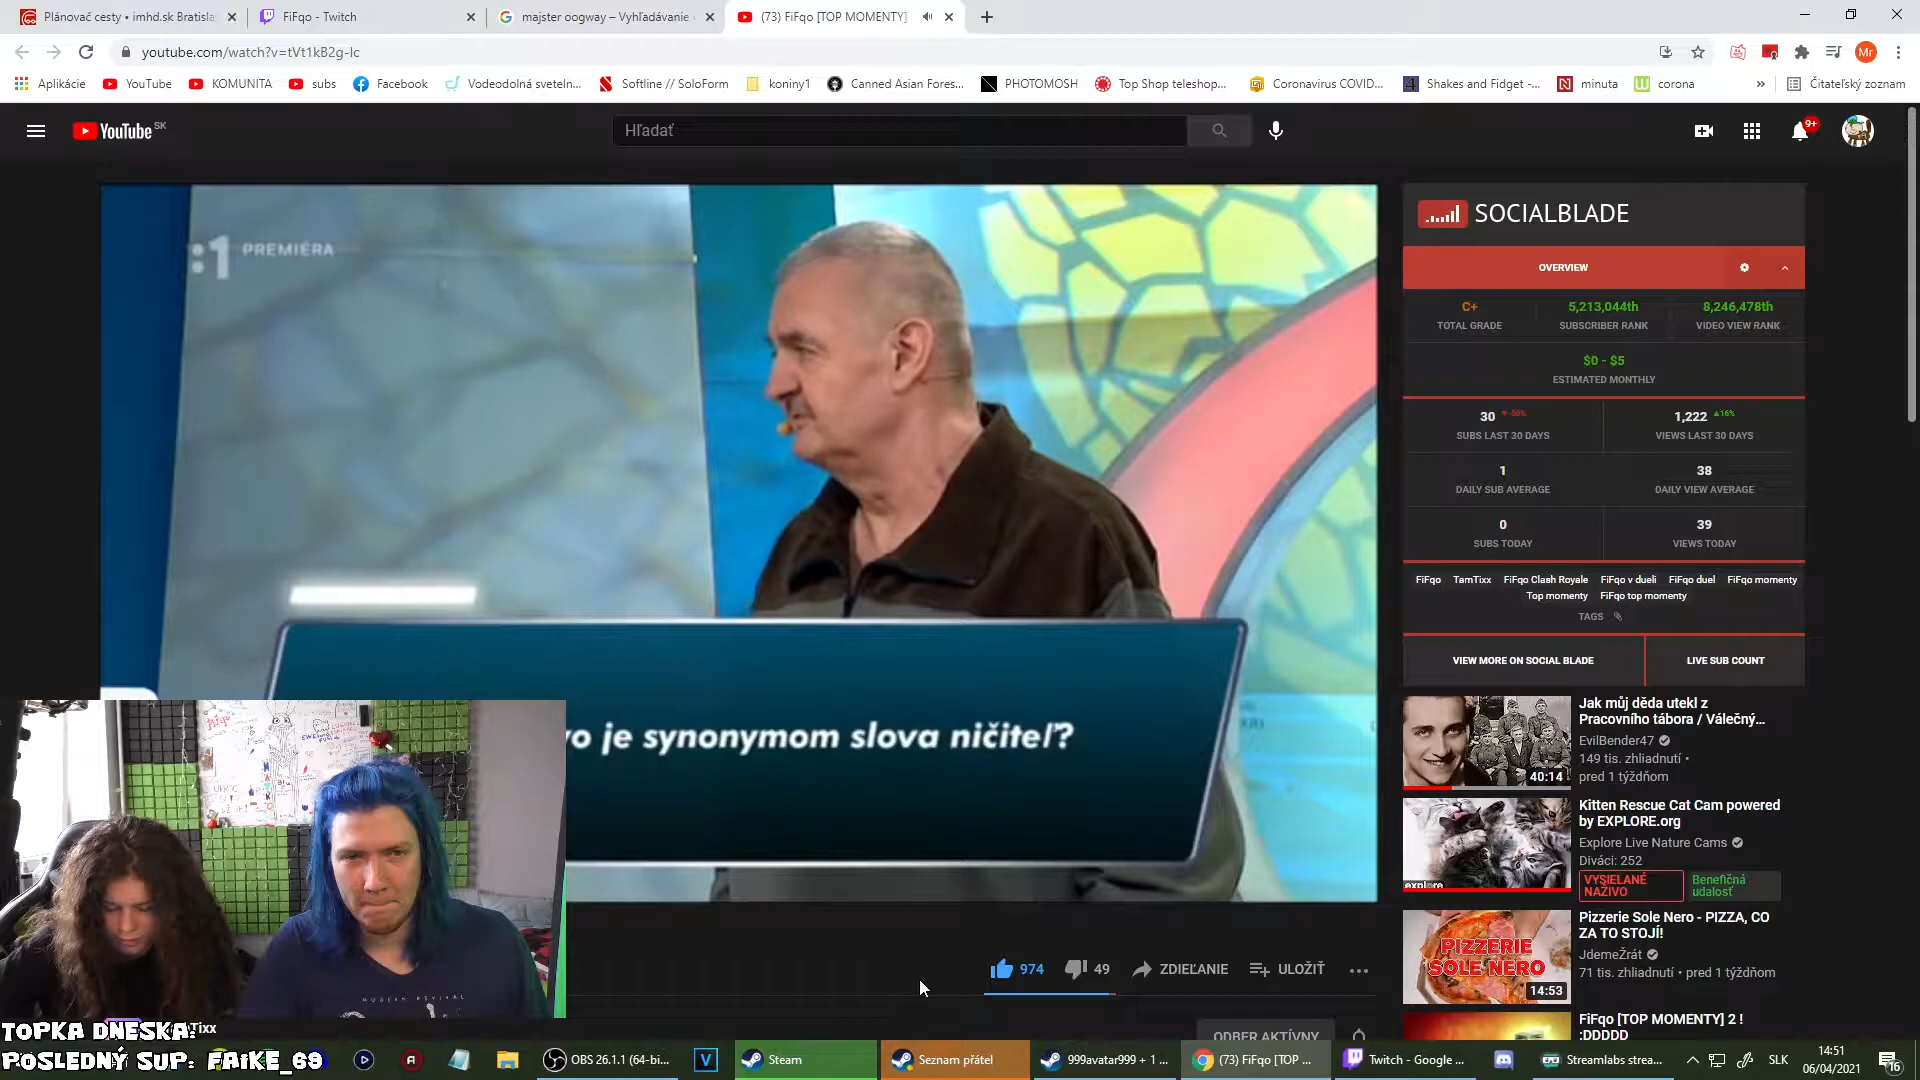 Plánovač cesty • imhd.sk Bratisla
FiFqo - Twitch
majster oogway – Vyhľadávanie
(73) FiFqo [TOP MOMENTY]
youtube.com/watch?v=tVt1kB2g-Ic
Mr
Aplikácie
YouTube
KOMUNITA
subs
Facebook
Vodeodolná sveteln...
Softline // SoloForm
koniny1
Canned Asian Fores...
PHOTOMOSH
Top Shop teleshop...
Coronavirus COVID...
Shakes and Fidget -...
minuta
corona
»
Čitateľský zoznam
YouTube SK
Hľadať
9+
:1 PREMIÉRA
vo je synonymom slova ničiteľ?
SOCIALBLADE
OVERVIEW
C+
5,213,044th
8,246,478th
TOTAL GRADE
SUBSCRIBER RANK
VIDEO VIEW RANK
$0 - $5
ESTIMATED MONTHLY
30 -50%
1,222 16%
SUBS LAST 30 DAYS
VIEWS LAST 30 DAYS
1
38
DAILY SUB AVERAGE
DAILY VIEW AVERAGE
0
39
SUBS TODAY
VIEWS TODAY
FiFqo TamTixx FiFqo Clash Royale FiFqo v dueli FiFqo duel FiFqo momenty
Top momenty FiFqo top momenty
TAGS
VIEW MORE ON SOCIAL BLADE
LIVE SUB COUNT
Jak můj děda utekl z
Pracovního tábora / Válečný...
EvilBender47
149 tis. zhliadnutí •
pred 1 týždňom
40:14
Kitten Rescue Cat Cam powered
by EXPLORE.org
Explore Live Nature Cams
Diváci: 252
VYSIELANÉ
NAŽIVO
Benefičná
udalosť
explore
Pizzerie Sole Nero - PIZZA, CO
ZA TO STOJÍ!
JdemeŽrát
71 tis. zhliadnutí • pred 1 týždňom
PIZZERIE
SOLE NERO
14:53
FiFqo [TOP MOMENTY] 2 !
:DDDDD
974
49
ZDIEĽANIE
ULOŽIŤ
ODBER AKTÍVNY
MODERN REVIVAL
TOPKA DNESKA:
Tixx
POSLEDNÝ SUP: FAiKE_69
OBS 26.1.1 (64-bi...
Steam
Seznam přátel
999avatar999 + 1 ...
(73) FiFqo [TOP ...
Twitch - Google ...
Streamlabs strea...
SLK
14:51
06/04/2021
16